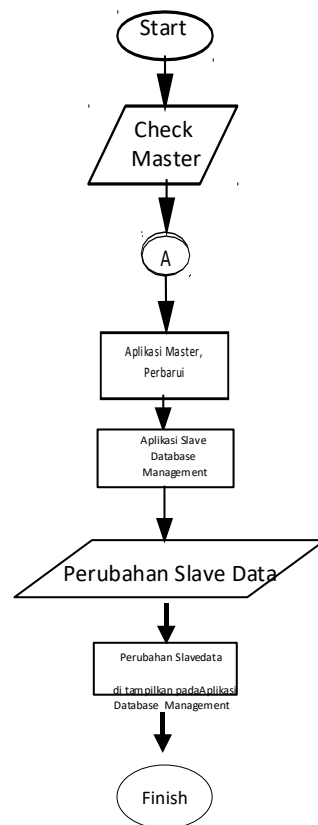 Start
Check
Master
A
Aplikasi Master,
Perbarui
Aplikasi Slave
Database
Management
Perubahan Slave Data
Perubahan Slavedata
di tampilkan padaAplikasi
Database Management
Finish